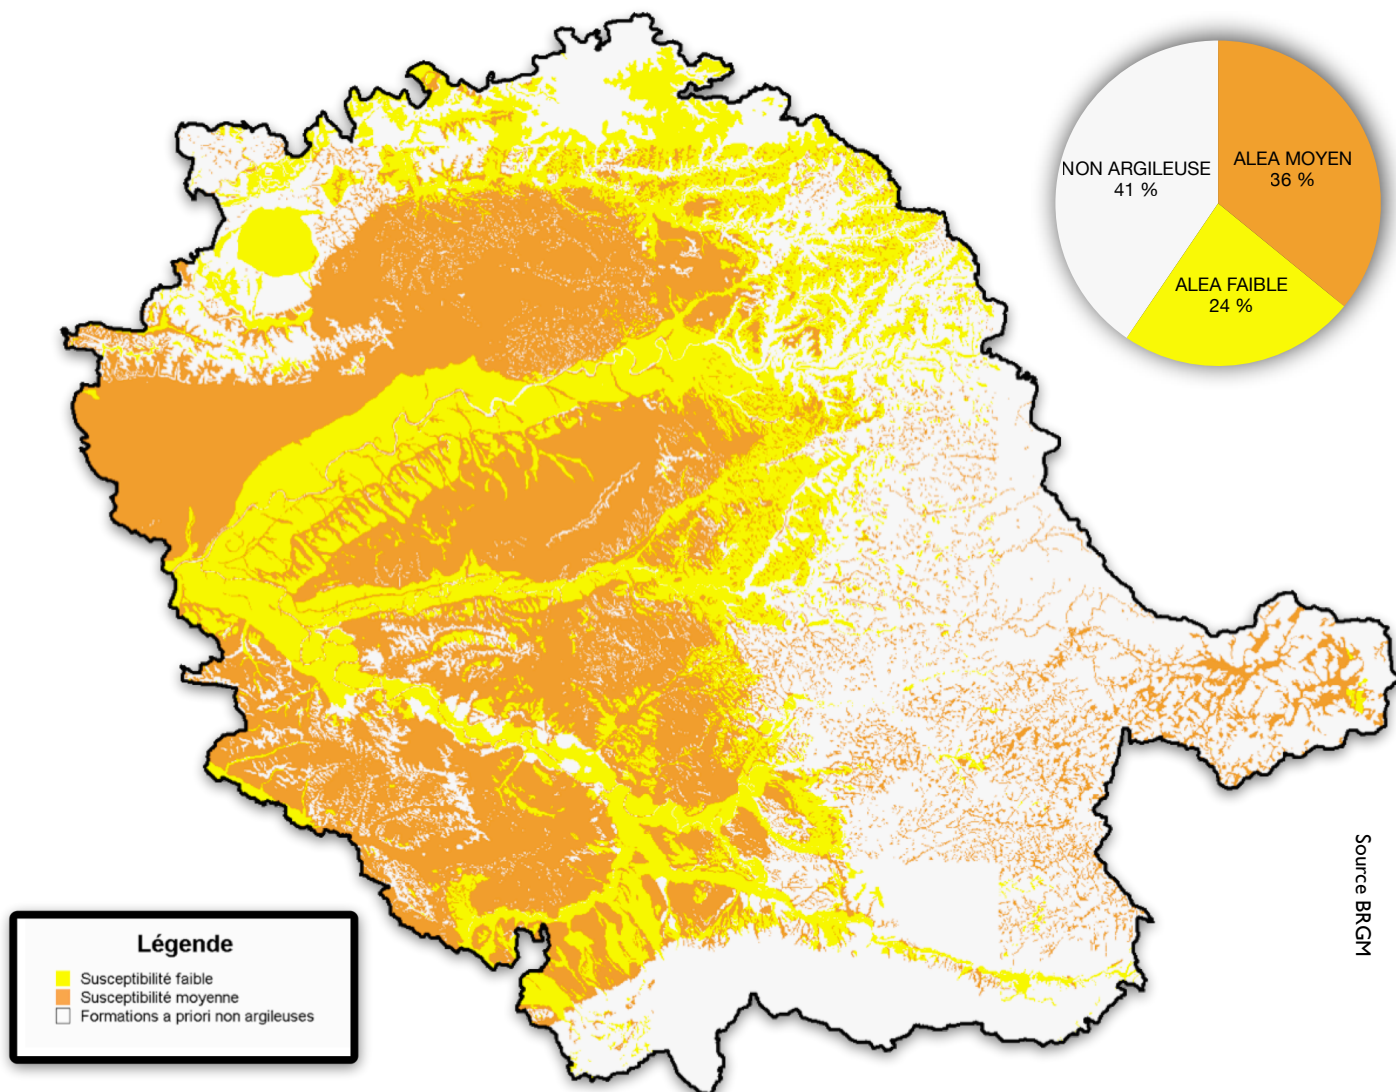 NON ARGILEUSE
41 %
ALEA MOYEN
36 %
ALEA FAIBLE
24 %
Source BRGM
Légende
Susceptibilité faible
Susceptibilité moyenne
Formations a priori non argileuses